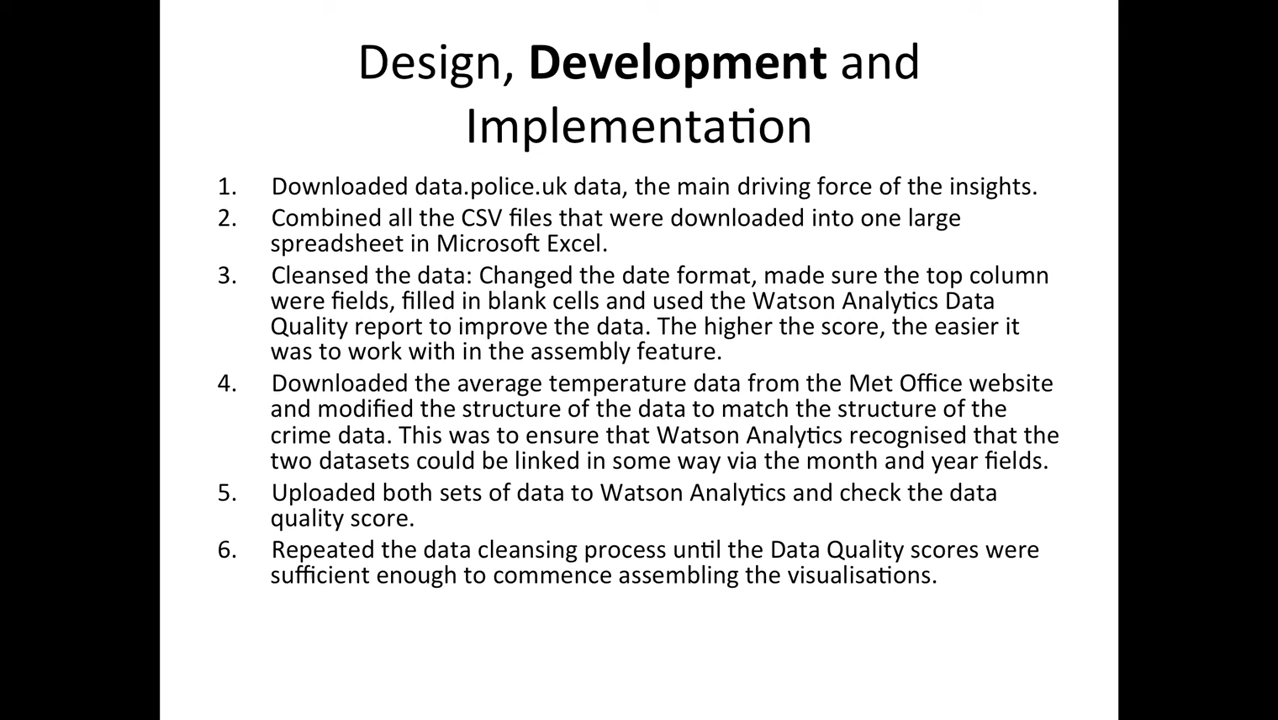 Design, Development and
Implementation
1. Downloaded data.police.uk data, the main driving force of the insights.
2. Combined all the CSV files that were downloaded into one large
spreadsheet in Microsoft Excel.
3. Cleansed the data: Changed the date format, made sure the top column
were fields, filled in blank cells and used the Watson Analytics Data
Quality report to improve the data. The higher the score, the easier it
was to work with in the assembly feature.
4. Downloaded the average temperature data from the Met Office website
and modified the structure of the data to match the structure of the
crime data. This was to ensure that Watson Analytics recognised that the
two datasets could be linked in some way via the month and year fields.
5. Uploaded both sets of data to Watson Analytics and check the data
quality score.
6. Repeated the data cleansing process until the Data Quality scores were
sufficient enough to commence assembling the visualisations.